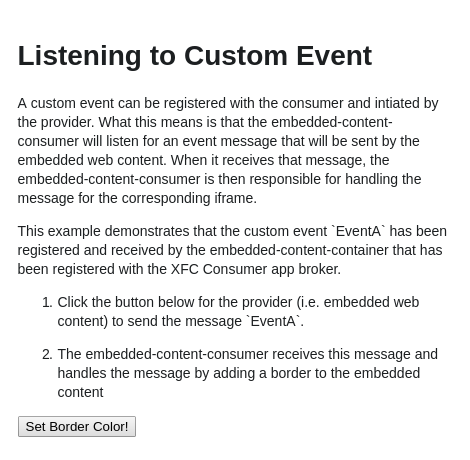 Listening to Custom Event
A custom event can be registered with the consumer and intiated by
the provider. What this means is that the embedded-content-
consumer will listen for an event message that will be sent by the
embedded web content. When it receives that message, the
embedded-content-consumer is then responsible for handling the
message for the corresponding iframe.
This example demonstrates that the custom event `EventA` has been
registered and received by the embedded-content-container that has
been registered with the XFC Consumer app broker.
1. Click the button below for the provider (i.e. embedded web
content) to send the message `EventA`.
2. The embedded-content-consumer receives this message and
handles the message by adding a border to the embedded
content
Set Border Color!